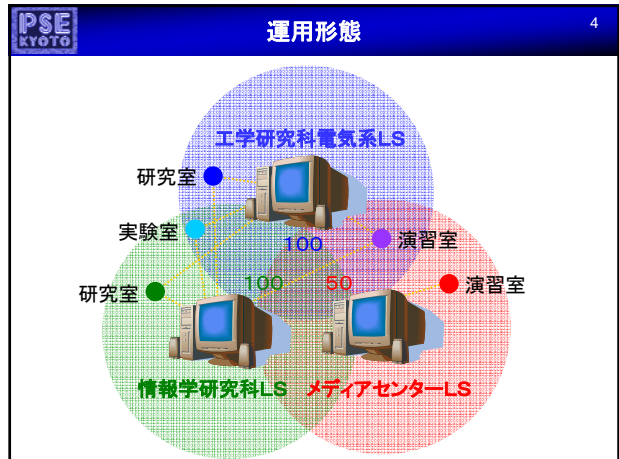 PSE
KYOTO
運用形態
4
工学研究科電気系LS
研究室
実験室
100
演習室
研究室
100
50
演習室
情報学研究科LS
メディアセンターLS